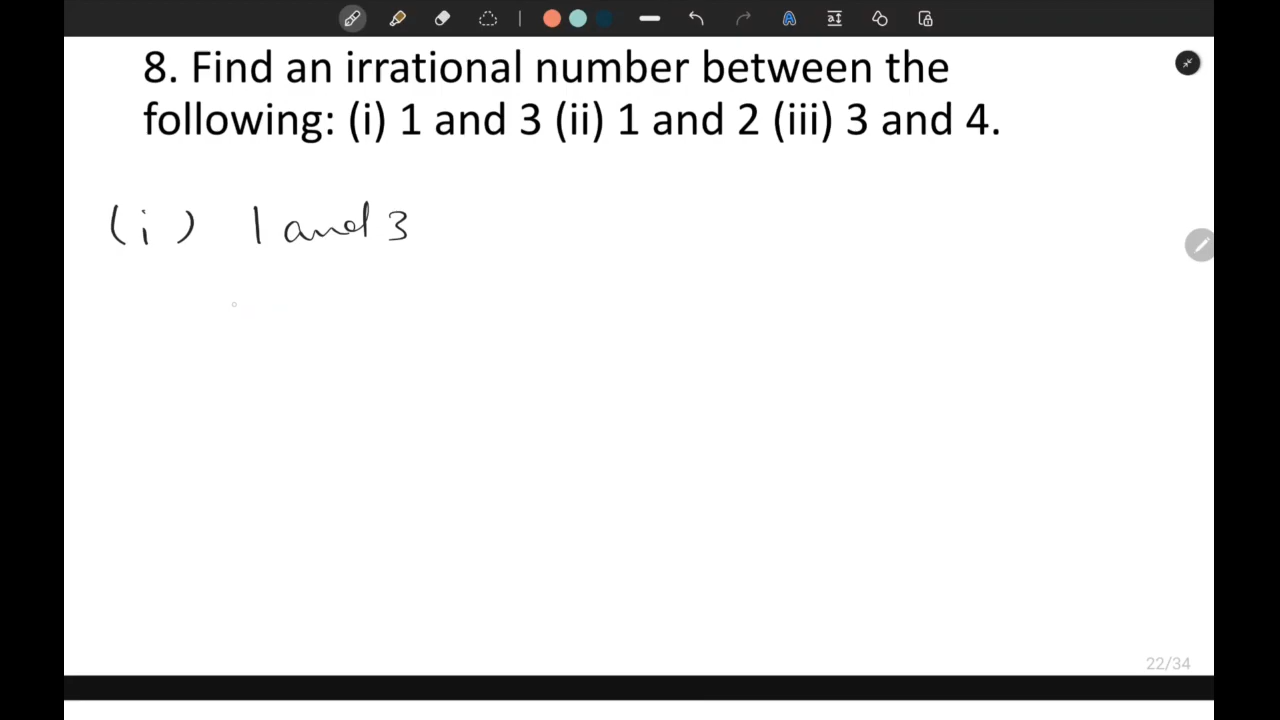 8. Find an irrational number between the
following: (i) 1 and 3 (ii) 1 and 2 (iii) 3 and 4.
(i) 1 and 3
22/34